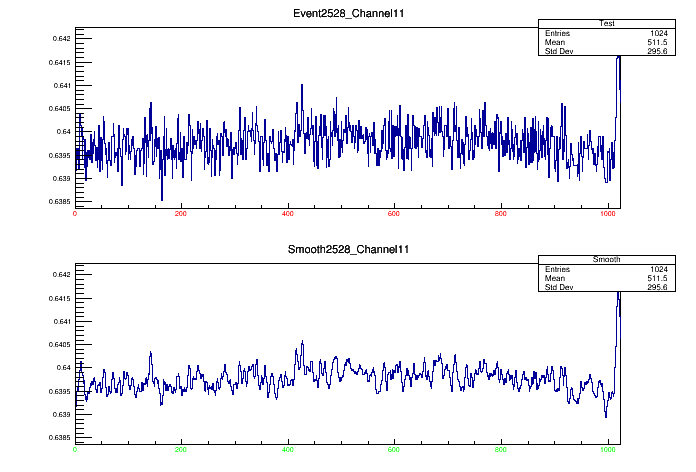 Event2528_Channel11
Test
Entries 1024
Mean 511.5
Std Dev 295.6
0.642
0.6415
0.641
0.6405
0.64
0.6395
0.639
0.6385
0 200 400 600 800 1000
Smooth2528_Channel11
Smooth
Entries 1024
Mean 511.5
Std Dev 295.6
0.642
0.6415
0.641
0.6405
0.64
0.6395
0.639
0.6385
0 200 400 600 800 1000